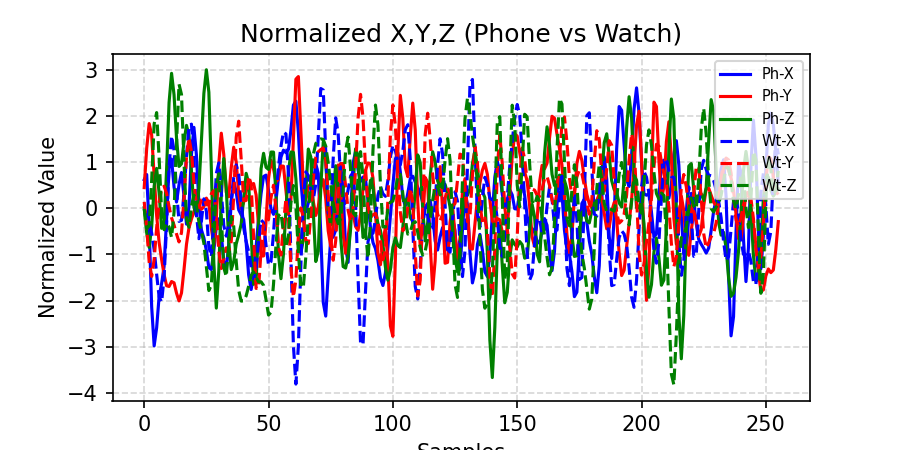 Normalized X,Y,Z (Phone vs Watch)
Normalized Value
3
2
1
0
−1
−2
−3
−4
0 50 100 150 200 250
Samples
Ph-X
Ph-Y
Ph-Z
Wt-X
Wt-Y
Wt-Z